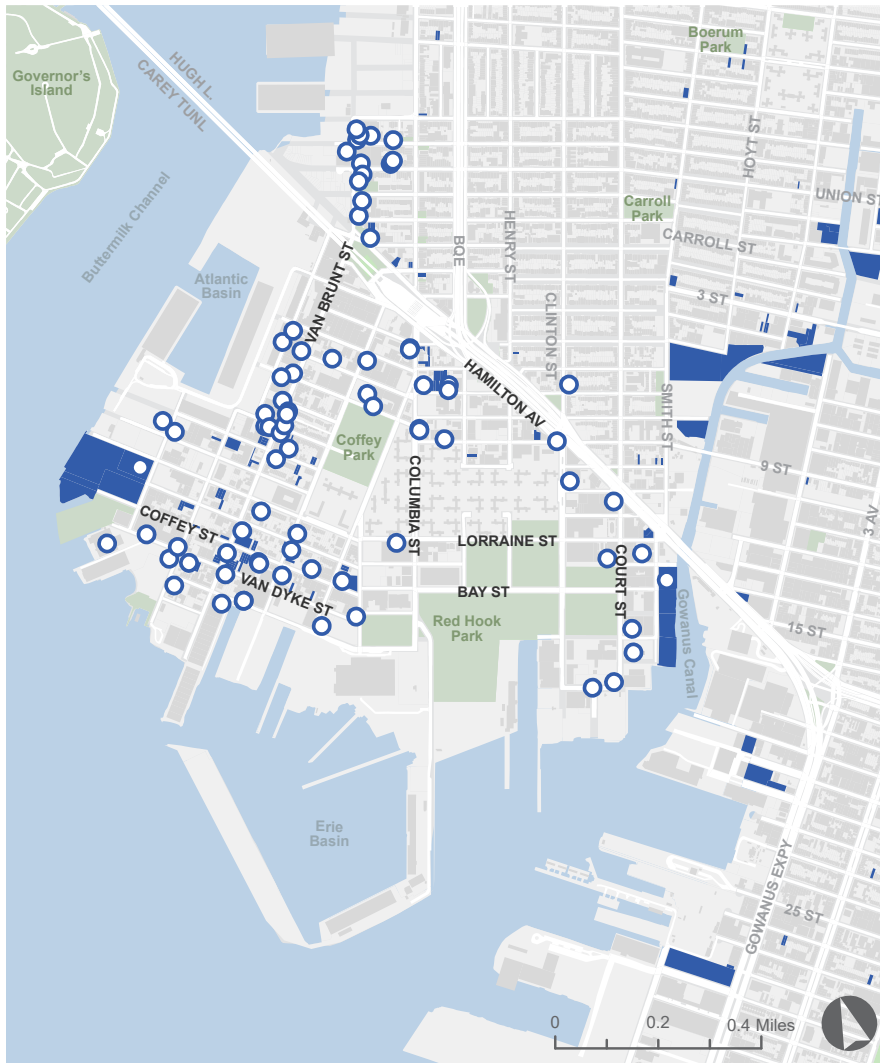 Governor's
Island
HUGH L
CAREY TUNL
Boerum
Park
HOYT ST
Buttermilk Channel
UNION ST
Carroll
Park
CARROLL ST
HENRY ST
BQE
Atlantic
Basin
VAN BRUNT ST
3 ST
CLINTON ST
HAMILTON AV
SMITH ST
Coffey
Park
COLUMBIA ST
9 ST
3 AV
COFFEY ST
LORRAINE ST
COURT ST
VAN DYKE ST
BAY ST
Red Hook
Park
Gowanus Canal
15 ST
Erie
Basin
GOWANUS EXPY
25 ST
0
0.2
0.4 Miles